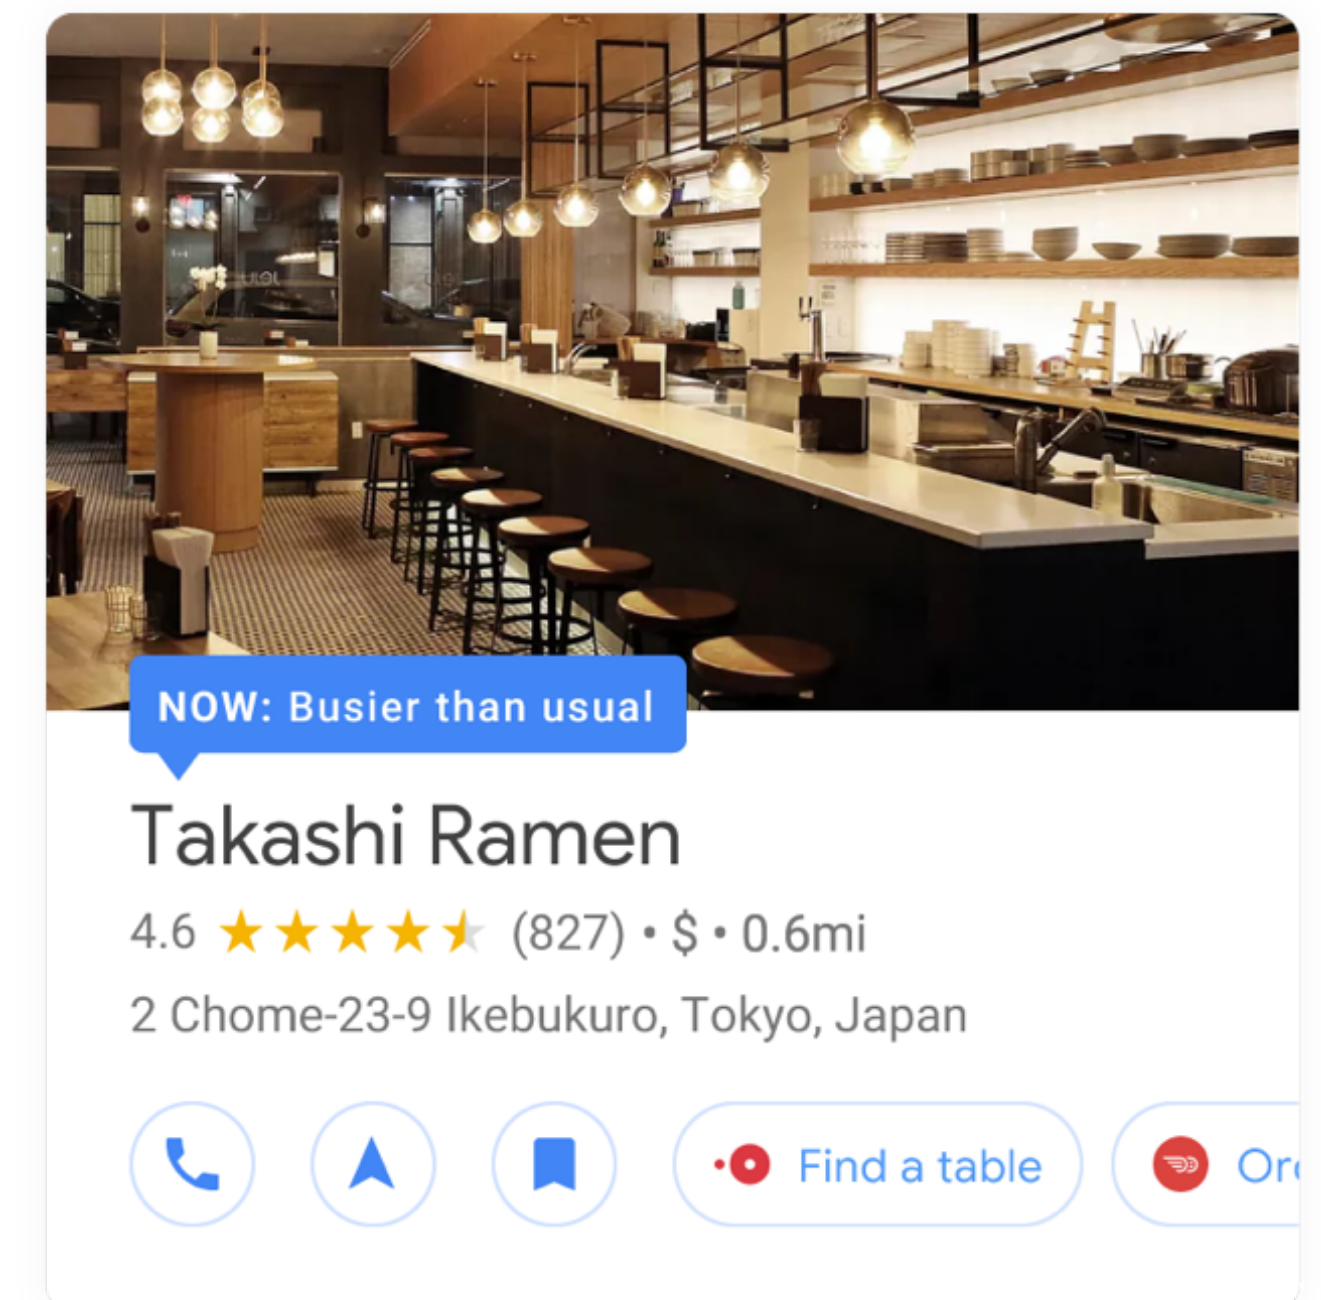 NOW: Busier than usual
Takashi Ramen
4.6 (827) • $ • 0.6mi
2 Chome-23-9 Ikebukuro, Tokyo, Japan
Find a table
Ord